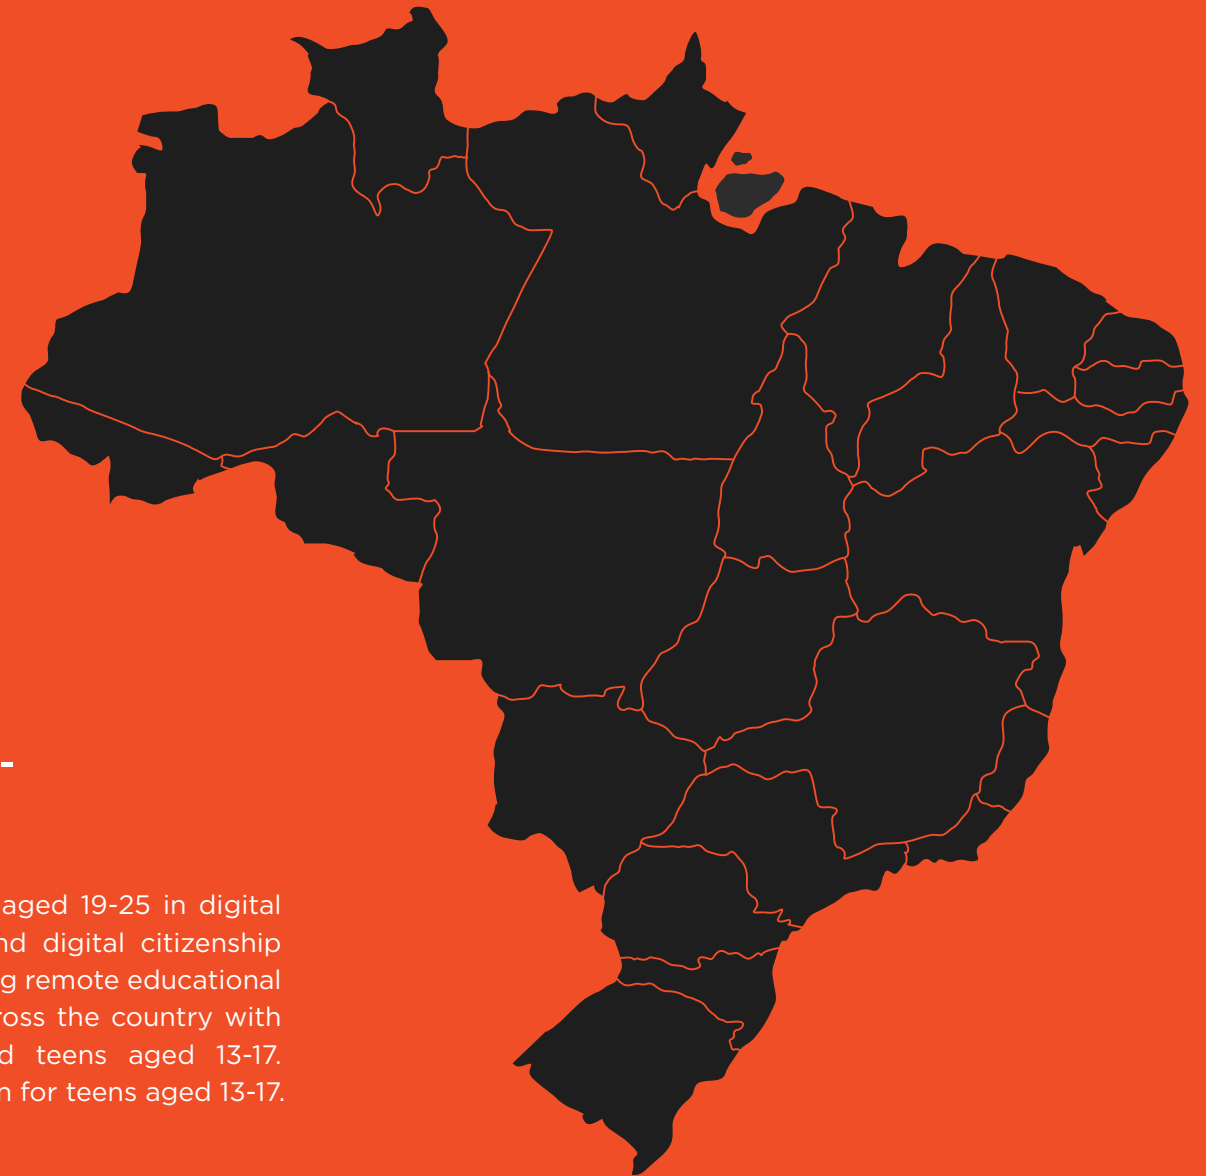 -
aged 19-25 in digital
nd digital citizenship
g remote educational
ross the country with
d teens aged 13-17.
n for teens aged 13-17.